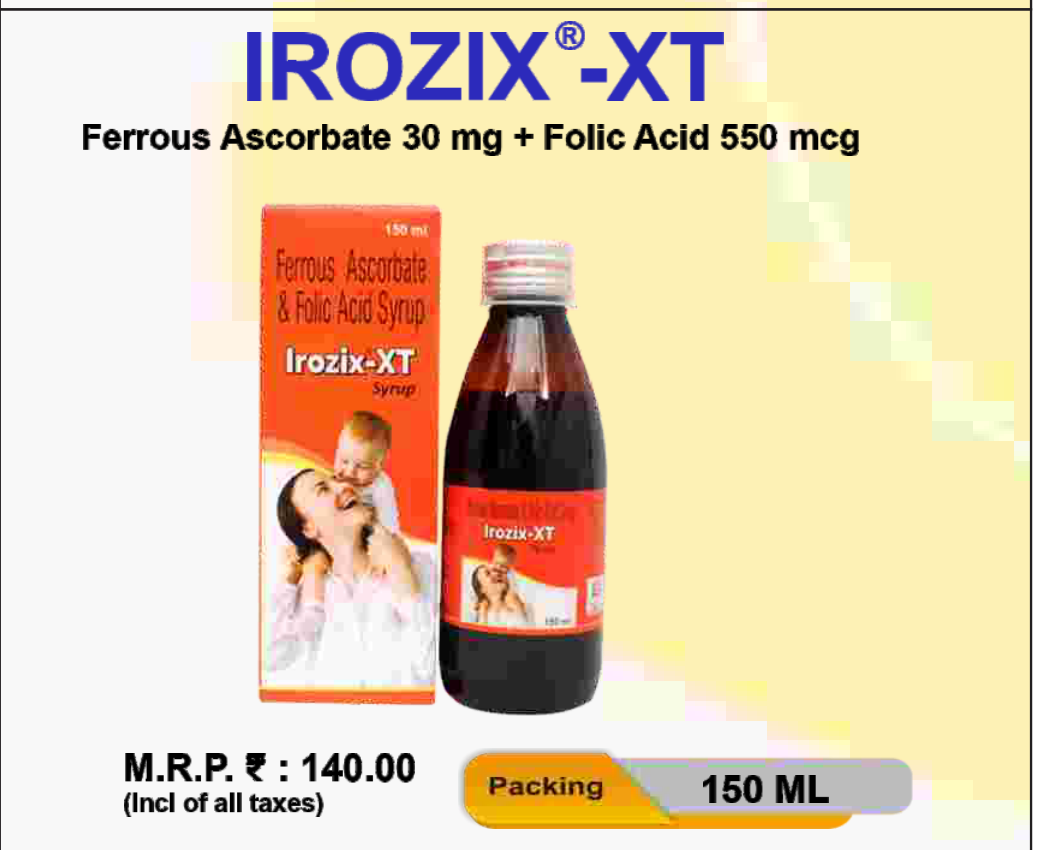 IROZIX®-XT
Ferrous Ascorbate 30 mg + Folic Acid 550 mcg
150 ml
Ferrous Ascorbate
& Folic Acid Syrup
Irozix-XT
Syrup
Irozix-XT
150 ml
M.R.P. ₹ : 140.00
(Incl of all taxes)
Packing
150 ML